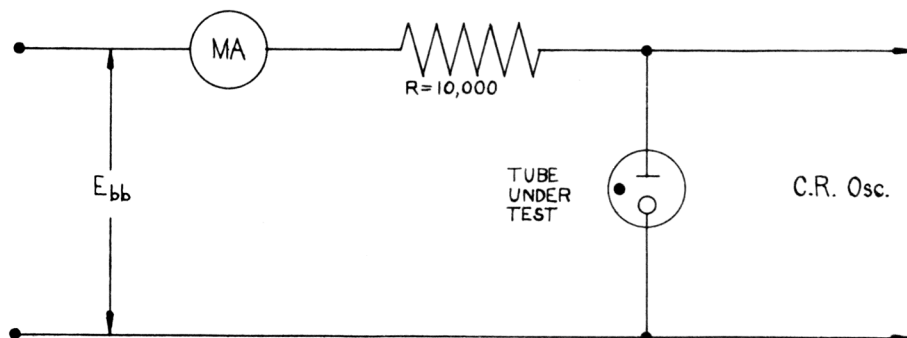 MA
R=10,000
E_bb
TUBE
UNDER
TEST
C.R. Osc.